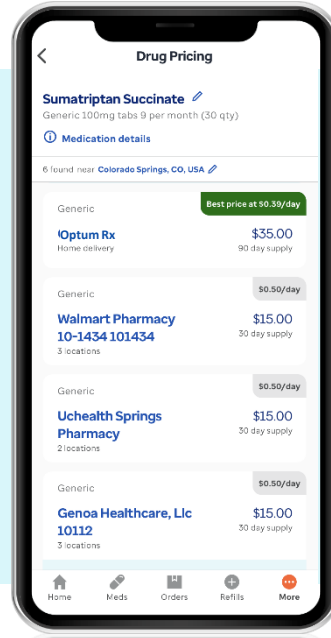 Drug Pricing
Sumatriptan Succinate
Generic 100mg tabs 9 per month (30 qty)
Medication details
6 found near Colorado Springs, CO, USA
Best price at $0.39/day
Generic
Optum Rx
$35.00
Home delivery
90 day supply
$0.50/day
Generic
Walmart Pharmacy
10-1434 101434
$15.00
30 day supply
3 locations
$0.50/day
Generic
Uchealth Springs
Pharmacy
$15.00
30 day supply
2 locations
$0.50/day
Generic
Genoa Healthcare, Llc
10112
$15.00
30 day supply
3 locations
Home
Meds
Orders
Refills
More